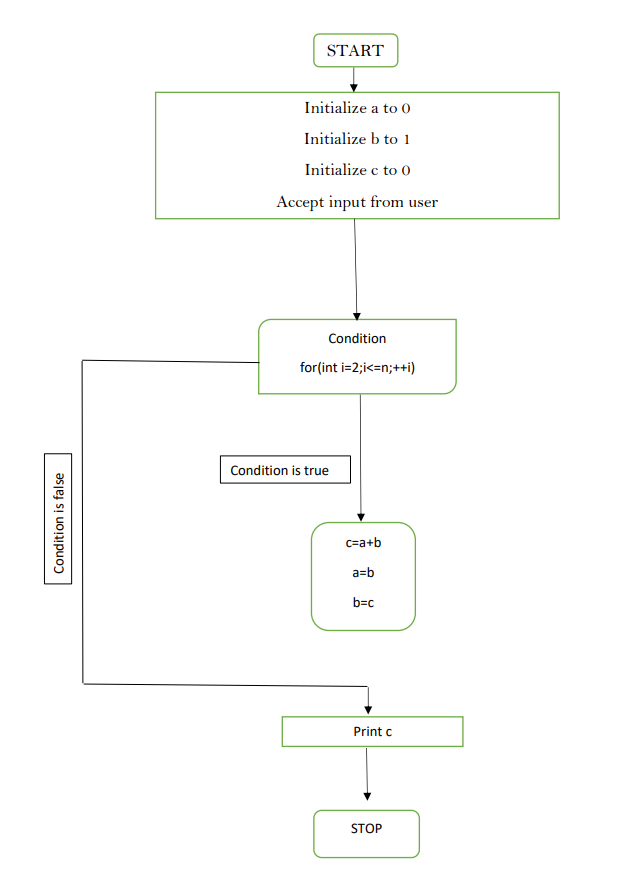 START
Initialize a to 0
Initialize b to 1
Initialize c to 0
Accept input from user
Condition
for(int i=2;i<=n;++i)
Condition is true
Condition is false
c=a+b
a=b
b=c
Print c
STOP